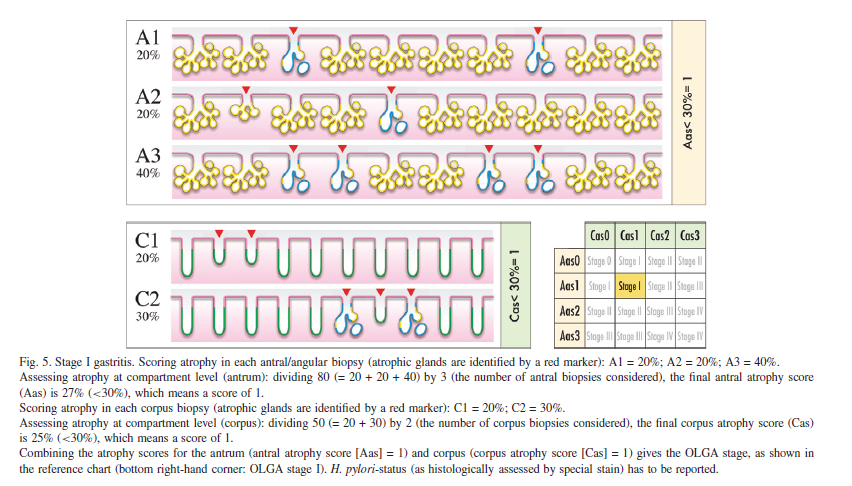 A1
20%
A2
20%
A3
40%
Aas< 30%= 1
C1
20%
C2
30%
Cas< 30%= 1
Cas0 Cas1 Cas2 Cas3
Aas0 Stage 0 Stage I Stage II Stage II
Aas1 Stage I Stage I Stage II Stage III
Aas2 Stage II Stage II Stage III Stage IV
Aas3 Stage III Stage III Stage IV Stage IV
Fig. 5. Stage I gastritis. Scoring atrophy in each antral/angular biopsy (atrophic glands are identified by a red marker): A1 = 20%; A2 = 20%; A3 = 40%.
Assessing atrophy at compartment level (antrum): dividing 80 (= 20 + 20 + 40) by 3 (the number of antral biopsies considered), the final antral atrophy score
(Aas) is 27% (<30%), which means a score of 1.
Scoring atrophy in each corpus biopsy (atrophic glands are identified by a red marker): C1 = 20%; C2 = 30%.
Assessing atrophy at compartment level (corpus): dividing 50 (= 20 + 30) by 2 (the number of corpus biopsies considered), the final corpus atrophy score (Cas)
is 25% (<30%), which means a score of 1.
Combining the atrophy scores for the antrum (antral atrophy score [Aas] = 1) and corpus (corpus atrophy score [Cas] = 1) gives the OLGA stage, as shown in
the reference chart (bottom right-hand corner: OLGA stage I). H. pylori-status (as histologically assessed by special stain) has to be reported.